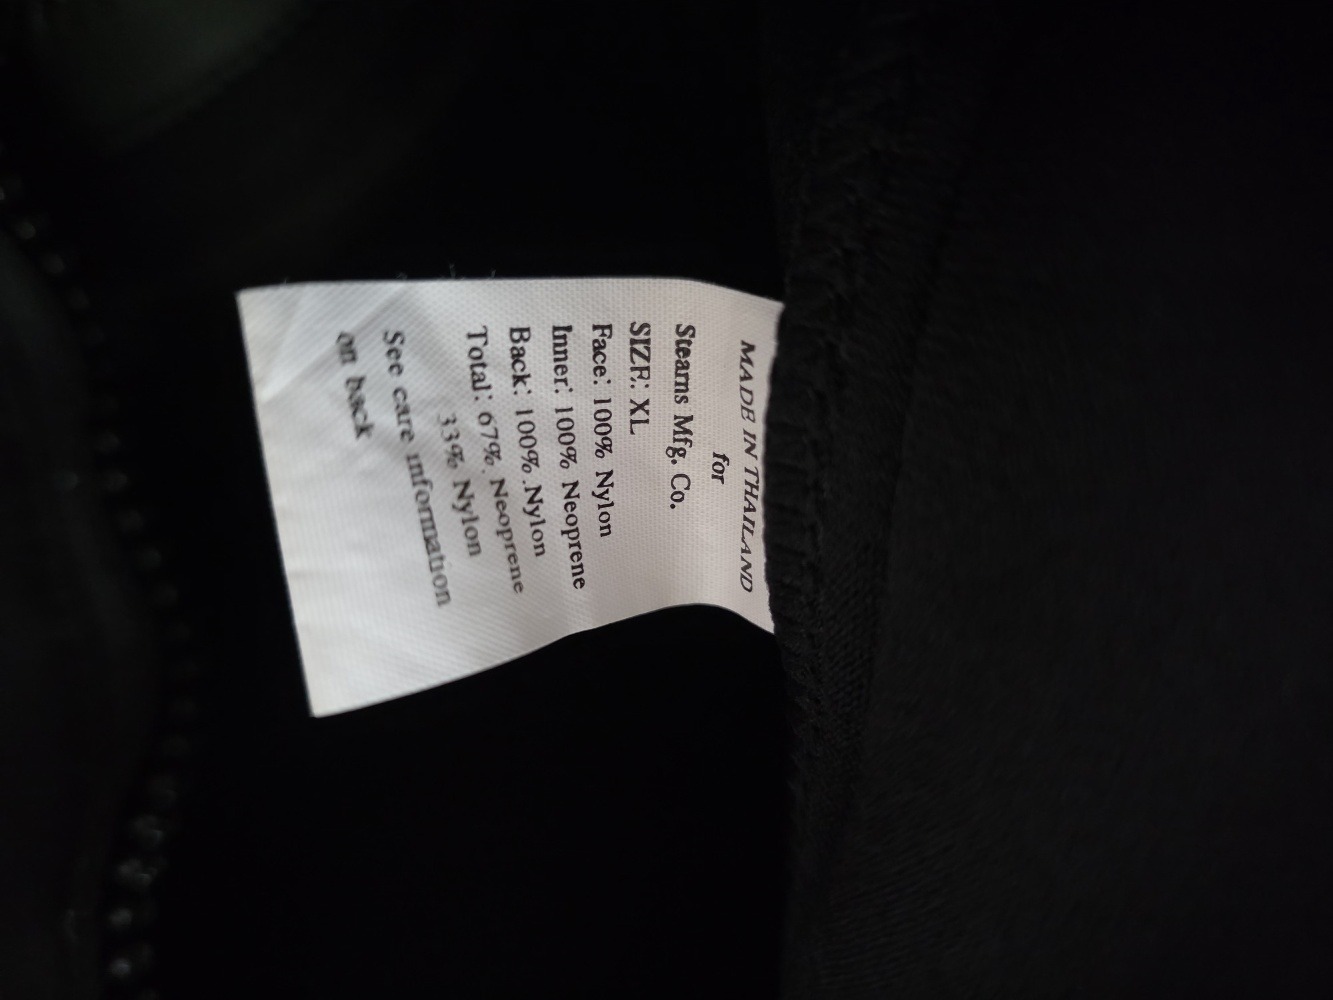 MADE IN THAILAND
for
Stearns Mfg. Co.
SIZE: XL
Face: 100% Nylon
Inner: 100% Neoprene
Back: 100% Nylon
Total: 67% Neoprene
33% Nylon
See care information
on back